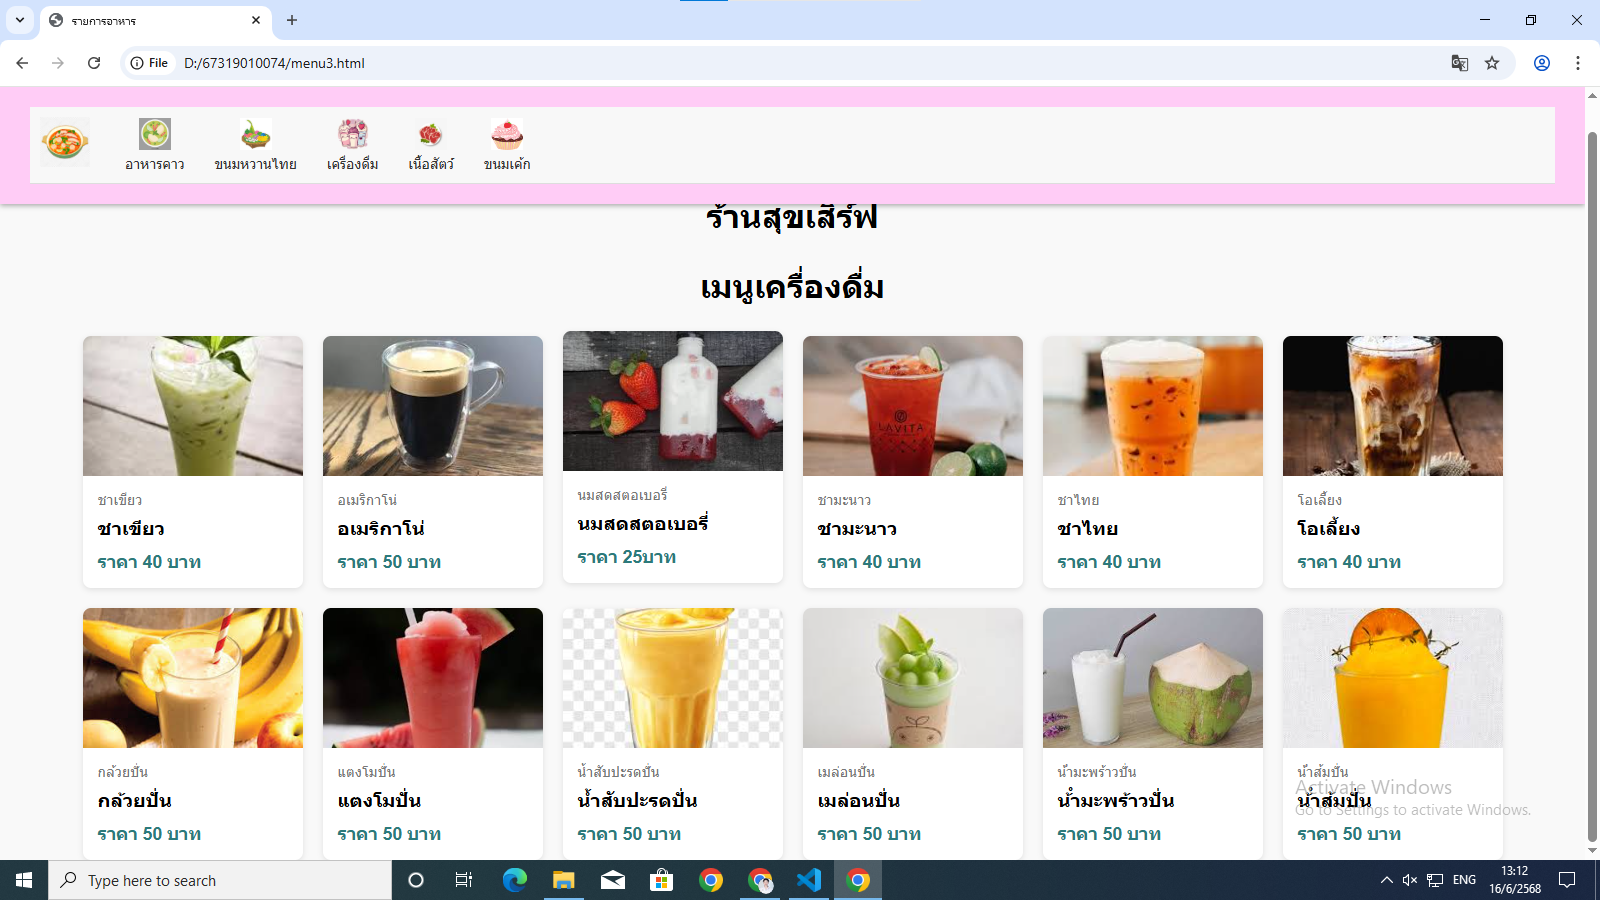 รายการอาหาร
File
D:/67319010074/menu3.html
อาหารคาว
ขนมหวานไทย
เครื่องดื่ม
เนื้อสัตว์
ขนมเค้ก
ร้านสุขเสิร์ฟ
เมนูเครื่องดื่ม
LAVITA
ชาเขียว
ชาเขียว
ราคา 40 บาท
อเมริกาโน่
อเมริกาโน่
ราคา 50 บาท
นมสดสตอเบอรี่
นมสดสตอเบอรี่
ราคา 25บาท
ชามะนาว
ชามะนาว
ราคา 40 บาท
ชาไทย
ชาไทย
ราคา 40 บาท
โอเลี้ยง
โอเลี้ยง
ราคา 40 บาท
กล้วยปั่น
กล้วยปั่น
ราคา 50 บาท
แตงโมปั่น
แตงโมปั่น
ราคา 50 บาท
น้ำสับปะรดปั่น
น้ำสับปะรดปั่น
ราคา 50 บาท
เมล่อนปั่น
เมล่อนปั่น
ราคา 50 บาท
น้ำมะพร้าวปั่น
น้ำมะพร้าวปั่น
ราคา 50 บาท
น้ำส้มปั่น
น้ำส้มปั่น
ราคา 50 บาท
Activate Windows
Go to Settings to activate Windows.
Type here to search
ENG
13:12
16/6/2568